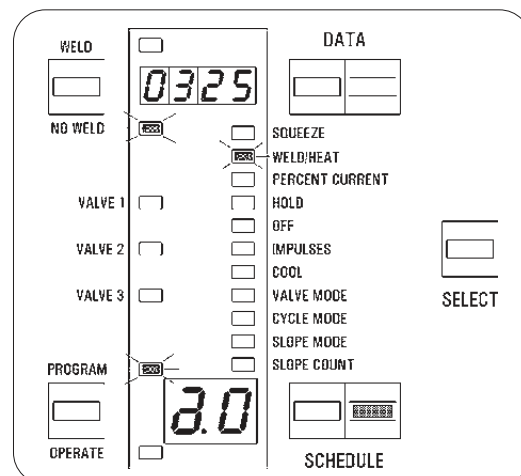 WELD
NO WELD
0325
DATA
SQUEEZE
WELD/HEAT
PERCENT CURRENT
HOLD
OFF
IMPULSES
COOL
VALVE MODE
CYCLE MODE
SLOPE MODE
SLOPE COUNT
VALVE 1
VALVE 2
VALVE 3
SELECT
PROGRAM
OPERATE
a.0
SCHEDULE